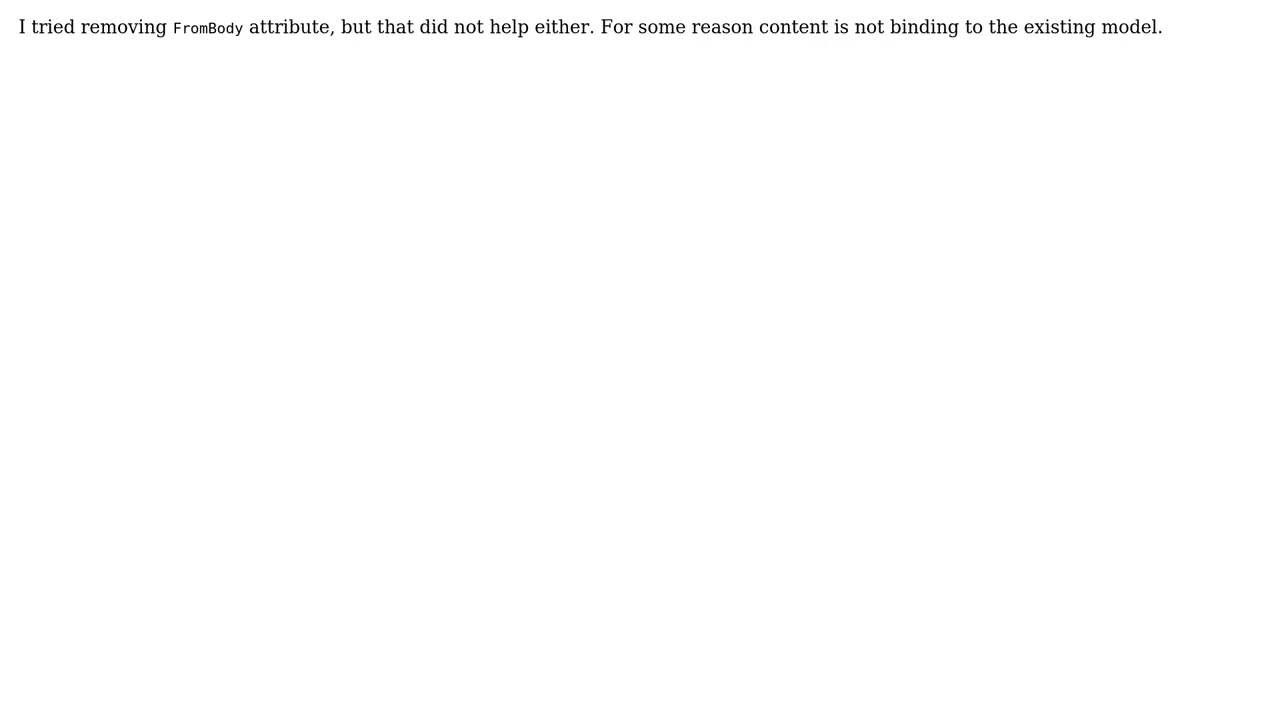 I tried removing FromBody attribute, but that did not help either. For some reason content is not binding to the existing model.